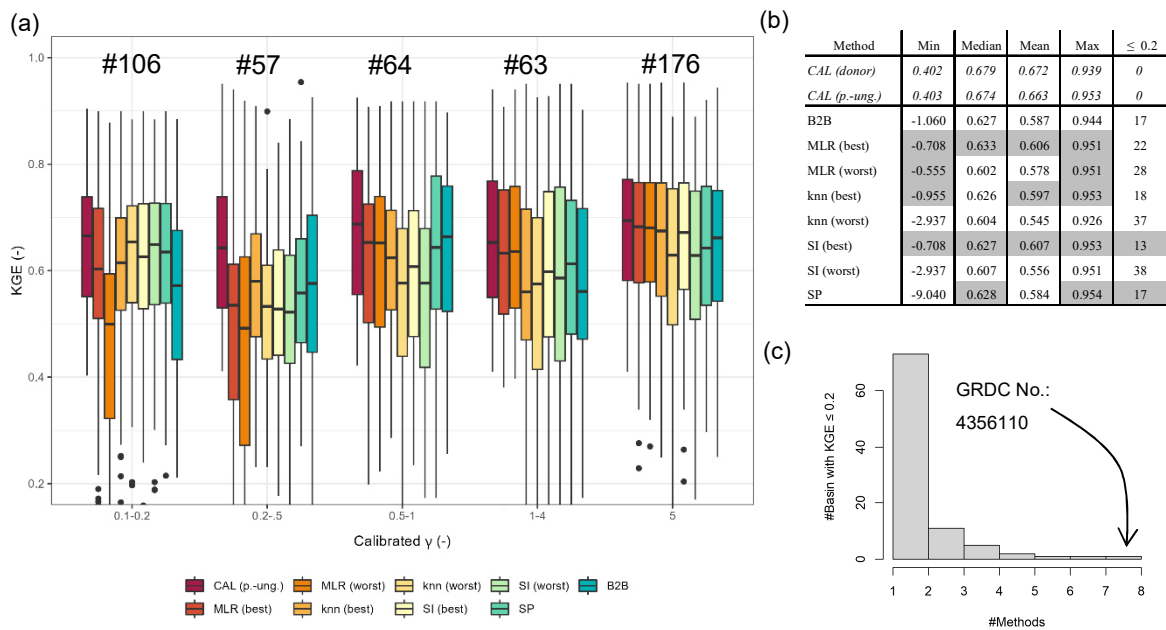 (a)
#106
#57
#64
#63
#176
1.0
0.8
0.6
0.4
0.2
KGE (-)
0.1-0.2
0.2-.5
0.5-1
1-4
5
Calibrated γ (-)
CAL (p.-ung.)
MLR (worst)
knn (worst)
SI (worst)
B2B
MLR (best)
knn (best)
SI (best)
SP
(b)
Method Min Median Mean Max ≤ 0.2
CAL (donor) 0.402 0.679 0.672 0.939 0
CAL (p.-ung.) 0.403 0.674 0.663 0.953 0
B2B -1.060 0.627 0.587 0.944 17
MLR (best) -0.708 0.633 0.606 0.951 22
MLR (worst) -0.555 0.602 0.578 0.951 28
knn (best) -0.955 0.626 0.597 0.953 18
knn (worst) -2.937 0.604 0.545 0.926 37
SI (best) -0.708 0.627 0.607 0.953 13
SI (worst) -2.937 0.607 0.556 0.951 38
SP -9.040 0.628 0.584 0.954 17
(c)
GRDC No.:
4356110
#Basin with KGE ≤ 0.2
60
40
20
0
1 2 3 4 5 6 7 8
#Methods